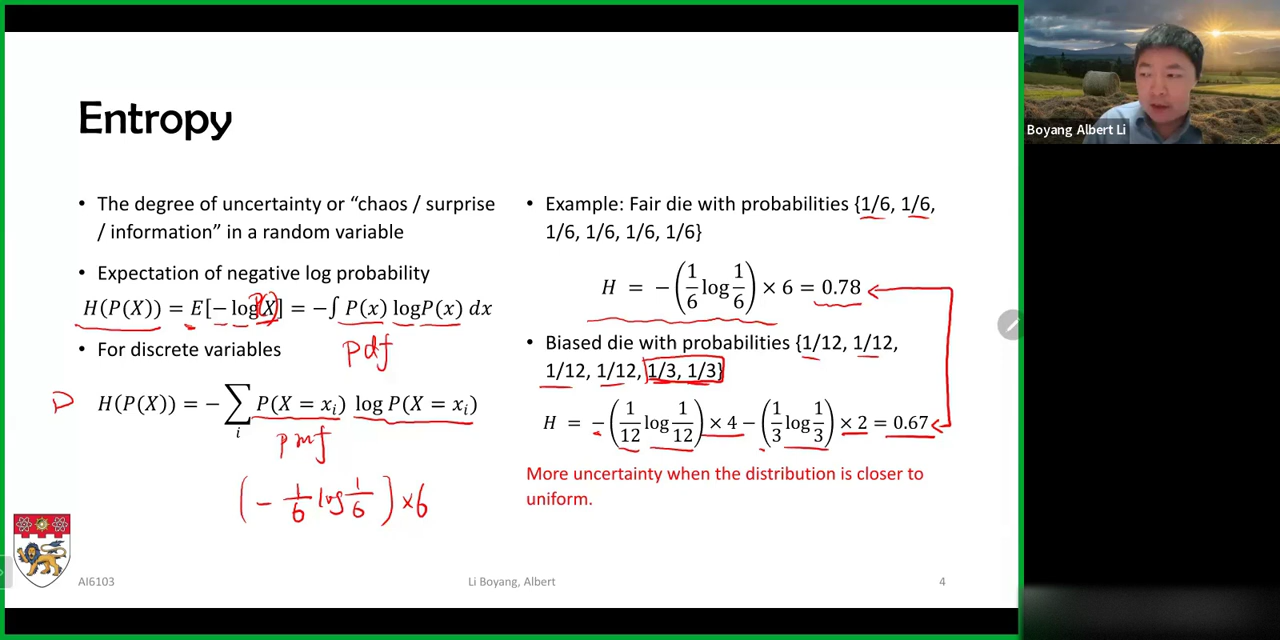 Entropy
• The degree of uncertainty or “chaos / surprise
/ information” in a random variable
• Expectation of negative log probability
H(P(X)) = E[− log P(X)] = −∫ P(x) logP(x) dx
pdf
• For discrete variables
H(P(X)) = − ∑ᵢ P(X = xᵢ) log P(X = xᵢ)
pmf
(− 1/6 log 1/6) ×6
• Example: Fair die with probabilities {1/6, 1/6,
1/6, 1/6, 1/6, 1/6}
H = −(1/6 log 1/6) × 6 = 0.78
• Biased die with probabilities {1/12, 1/12,
1/12, 1/12, 1/3, 1/3}
H = −(1/12 log 1/12) × 4 − (1/3 log 1/3) × 2 = 0.67
More uncertainty when the distribution is closer to
uniform.
AI6103
Li Boyang, Albert
4
Boyang Albert Li